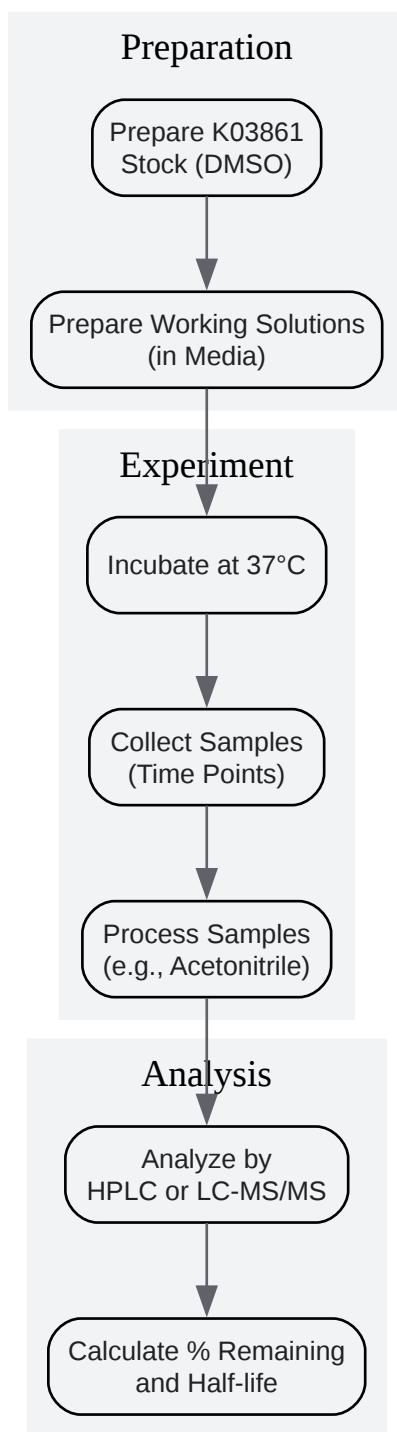 Preparation
Prepare K03861
Stock (DMSO)
Prepare Working Solutions
(in Media)
Experiment
Incubate at 37°C
Collect Samples
(Time Points)
Process Samples
(e.g., Acetonitrile)
Analysis
Analyze by
HPLC or LC-MS/MS
Calculate % Remaining
and Half-life